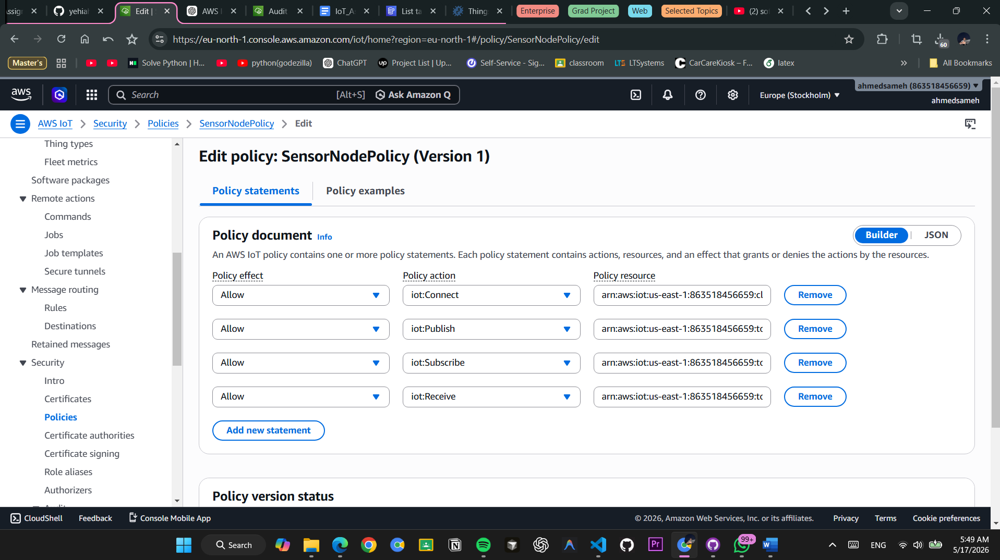 yehiah
Edit |
AWS I
Audit
IoT_A
List ta
Thing
Enterprise
Grad Project
Web
Selected Topics
(2) so
https://eu-north-1.console.aws.amazon.com/iot/home?region=eu-north-1#/policy/SensorNodePolicy/edit
60
Master's
Solve Python | H...
python(godezilla)
ChatGPT
Project List | Up...
Self-Service - Sig...
classroom
LTSystems
CarCareKiosk – F...
latex
All Bookmarks
aws
Search
[Alt+S]
Ask Amazon Q
Europe (Stockholm)
ahmedsameh (863518456659)
ahmedsameh
AWS IoT
Security
Policies
SensorNodePolicy
Edit
Thing types
Fleet metrics
Software packages
Remote actions
Commands
Jobs
Job templates
Secure tunnels
Message routing
Rules
Destinations
Retained messages
Security
Intro
Certificates
Policies
Certificate authorities
Certificate signing
Role aliases
Authorizers
Edit policy: SensorNodePolicy (Version 1)
Policy statements
Policy examples
Policy document Info
Builder
JSON
An AWS IoT policy contains one or more policy statements. Each policy statement contains actions, resources, and an effect that grants or denies the actions by the resources.
Policy effect
Policy action
Policy resource
Allow
iot:Connect
arn:aws:iot:us-east-1:863518456659:cl
Remove
Allow
iot:Publish
arn:aws:iot:us-east-1:863518456659:to
Remove
Allow
iot:Subscribe
arn:aws:iot:us-east-1:863518456659:to
Remove
Allow
iot:Receive
arn:aws:iot:us-east-1:863518456659:to
Remove
Add new statement
Policy version status
CloudShell
Feedback
Console Mobile App
© 2026, Amazon Web Services, Inc. or its affiliates.
Privacy
Terms
Cookie preferences
Search
99+
ENG
5:49 AM
5/17/2026